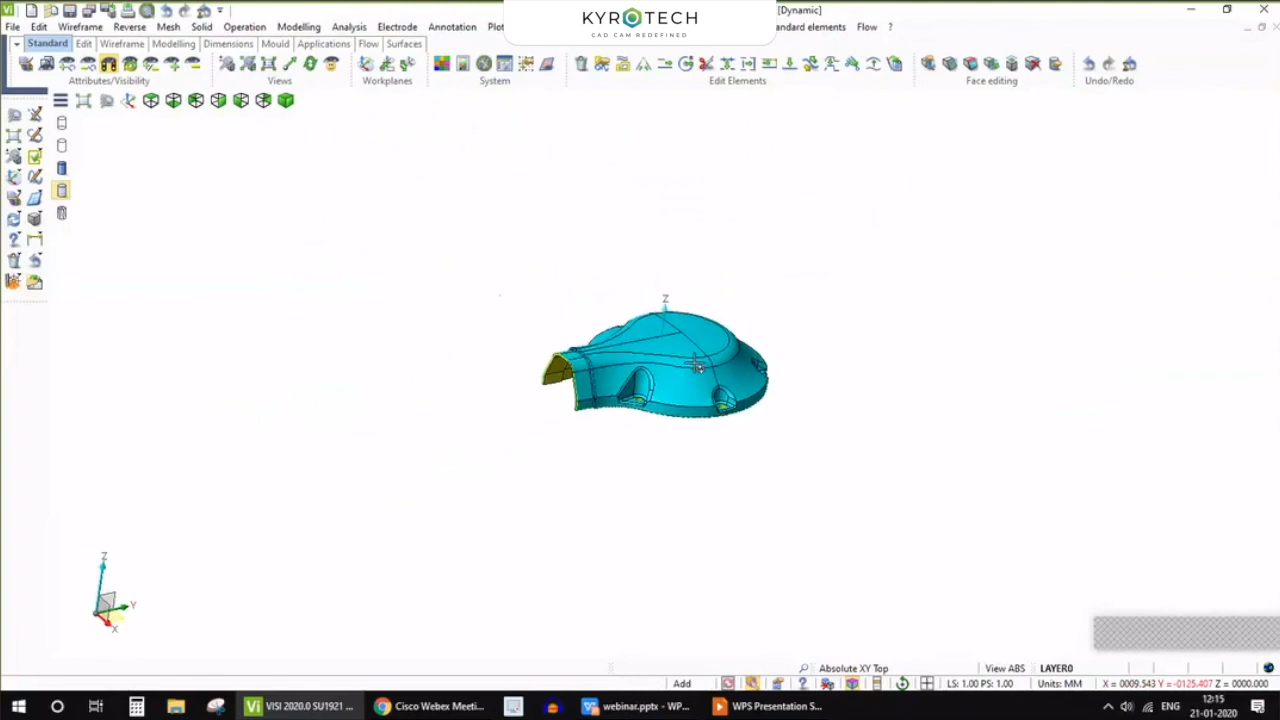 KYROTECH
CAD CAM REDEFINED
[Dynamic]
File Edit Wireframe Reverse Mesh Solid Operation Modelling Analysis Electrode Annotation Plot
andard elements Flow ?
Standard Edit Wireframe Modelling Dimensions Mould Applications Flow Surfaces
Attributes/Visibility Views Workplanes System Edit Elements Face editing Undo/Redo
Z
Z
Y
X
Absolute XY Top View ABS LAYER0
Add LS: 1.00 PS: 1.00 Units: MM X = 0009.543 Y =-0125.407 Z = 0000.000
VISI 2020.0 SU1921 ... Cisco Webex Meeti... webinar.pptx - WP... WPS Presentation S... ENG 12:15
21-01-2020